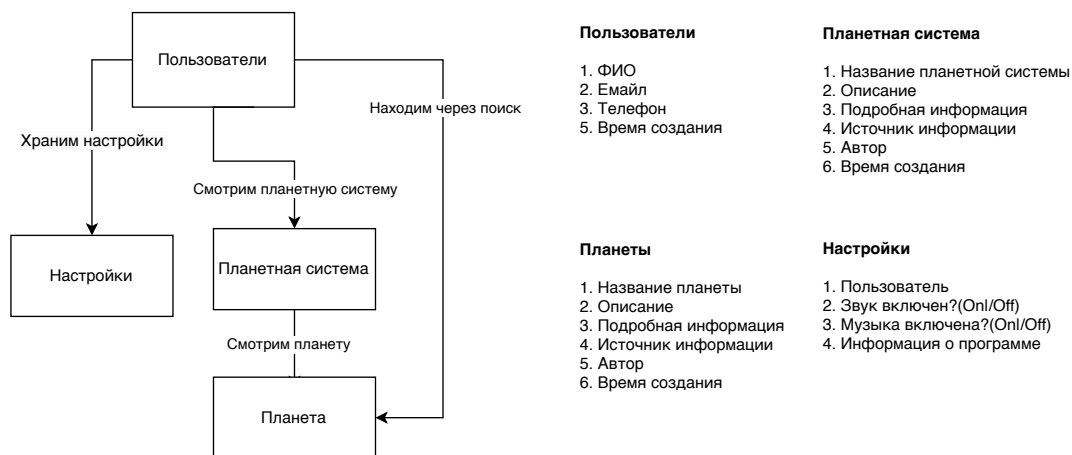 Пользователи
Находим через поиск
Храним настройки
Смотрим планетную систему
Настройки
Планетная система
Смотрим планету
Планета
Пользователи
1. ФИО
2. Емайл
3. Телефон
5. Время создания
Планетная система
1. Название планетной системы
2. Описание
3. Подробная информация
4. Источник информации
5. Автор
6. Время создания
Планеты
1. Название планеты
2. Описание
3. Подробная информация
4. Источник информации
5. Автор
6. Время создания
Настройки
1. Пользователь
2. Звук включен?(Onl/Off)
3. Музыка включена?(Onl/Off)
4. Информация о программе